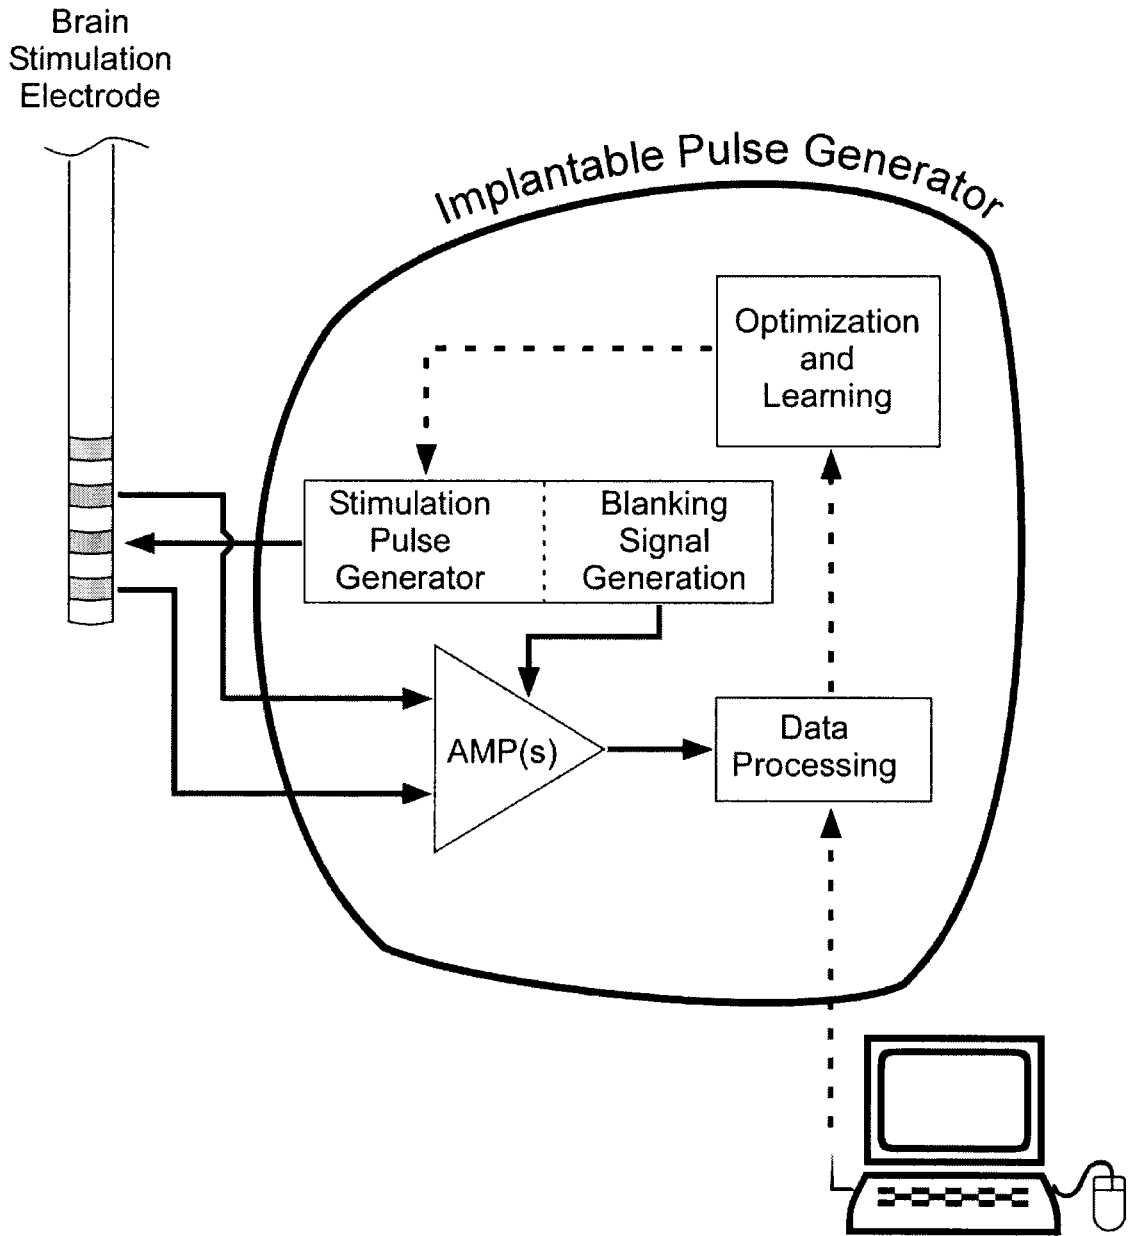 Brain
Stimulation
Electrode
Implantable Pulse Generator
Optimization
and
Learning
Stimulation
Pulse
Generator
Blanking
Signal
Generation
AMP(s)
Data
Processing